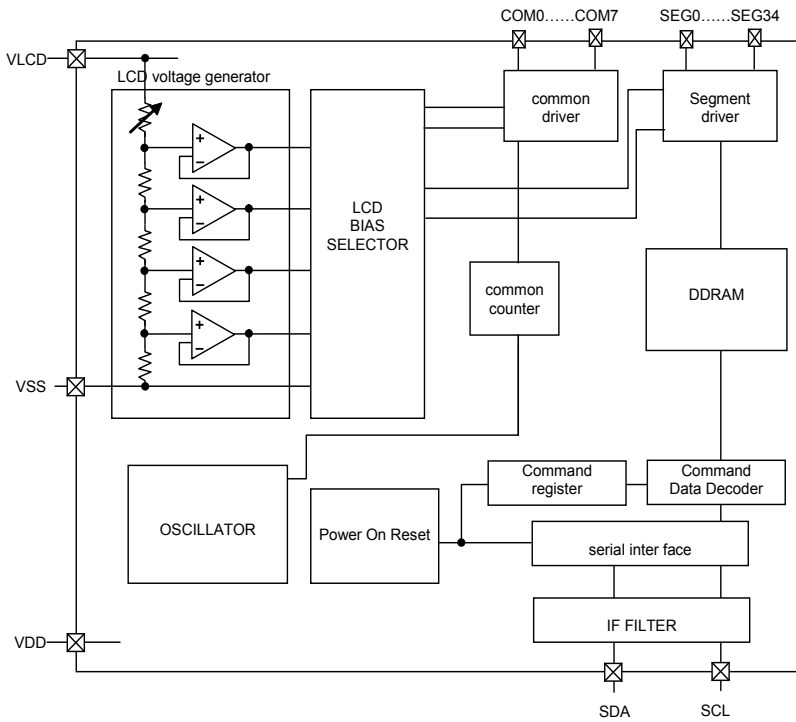 COM0......COM7
SEG0......SEG34
VLCD
LCD voltage generator
common
driver
Segment
driver
+
−
+
−
+
−
+
−
LCD
BIAS
SELECTOR
common
counter
DDRAM
VSS
OSCILLATOR
Power On Reset
Command
register
Command
Data Decoder
serial inter face
IF FILTER
VDD
SDA
SCL